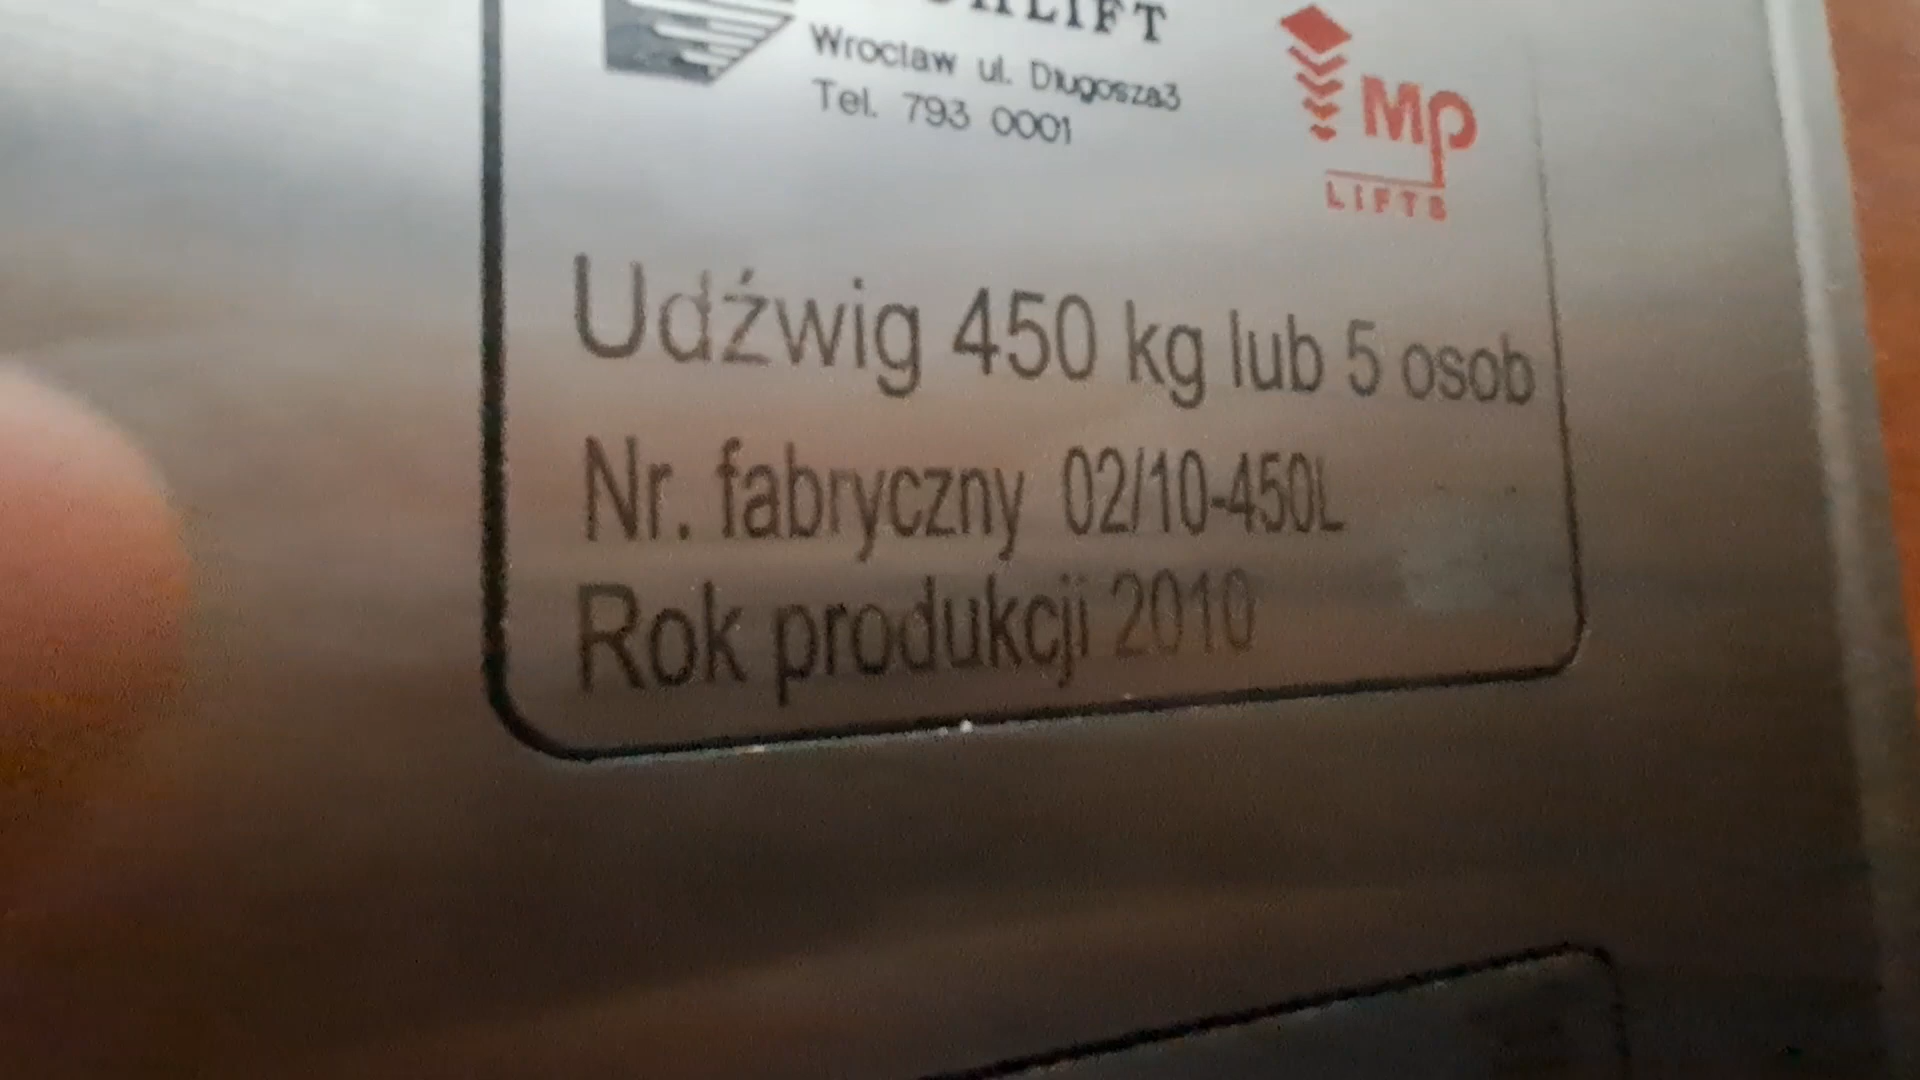 Wrocław ul. Długosza3
Tel. 793 0001
MP
LIFTS
Udźwig 450 kg lub 5 osob
Nr. fabryczny 02/10-450L
Rok produkcji 2010